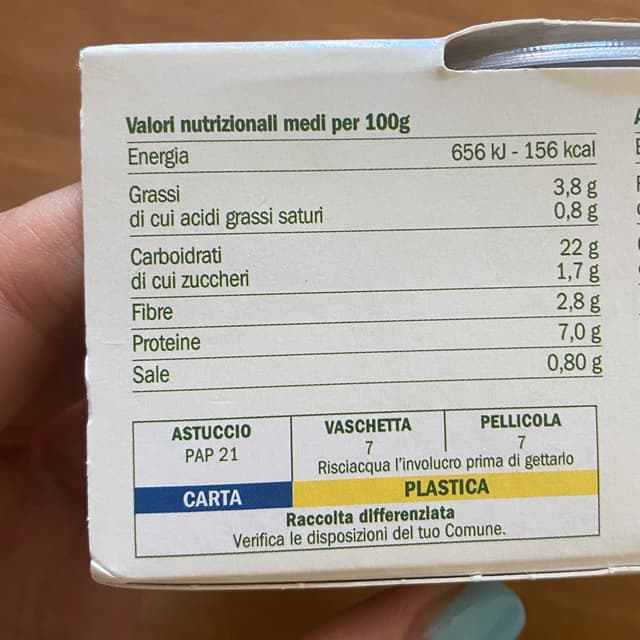 Valori nutrizionali medi per 100g
Energia 656 kJ - 156 kcal
Grassi 3,8 g
di cui acidi grassi saturi 0,8 g
Carboidrati 22 g
di cui zuccheri 1,7 g
Fibre 2,8 g
Proteine 7,0 g
Sale 0,80 g
ASTUCCIO VASCHETTA PELLICOLA
PAP 21 7 7
Risciacqua l'involucro prima di gettarlo
CARTA PLASTICA
Raccolta differenziata
Verifica le disposizioni del tuo Comune.